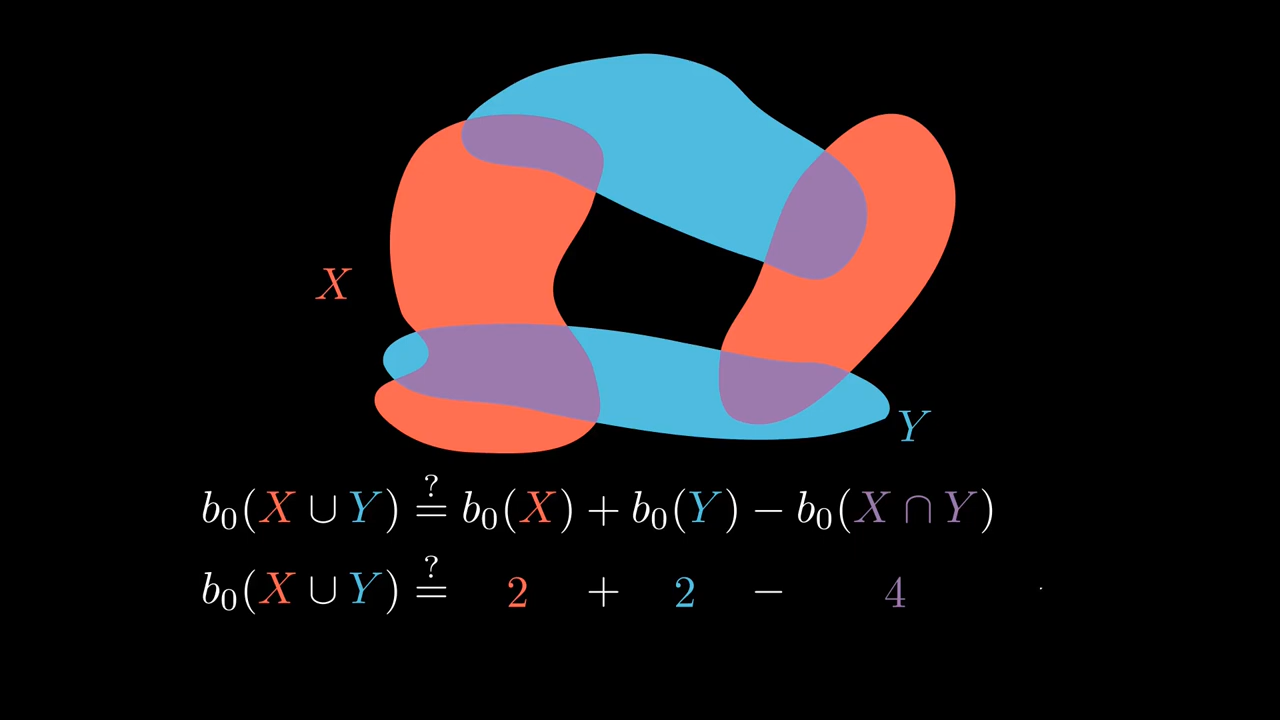 X
Y
b₀(X ∪ Y) ≟ b₀(X) + b₀(Y) − b₀(X ∩ Y)
b₀(X ∪ Y) ≟ 2 + 2 − 4